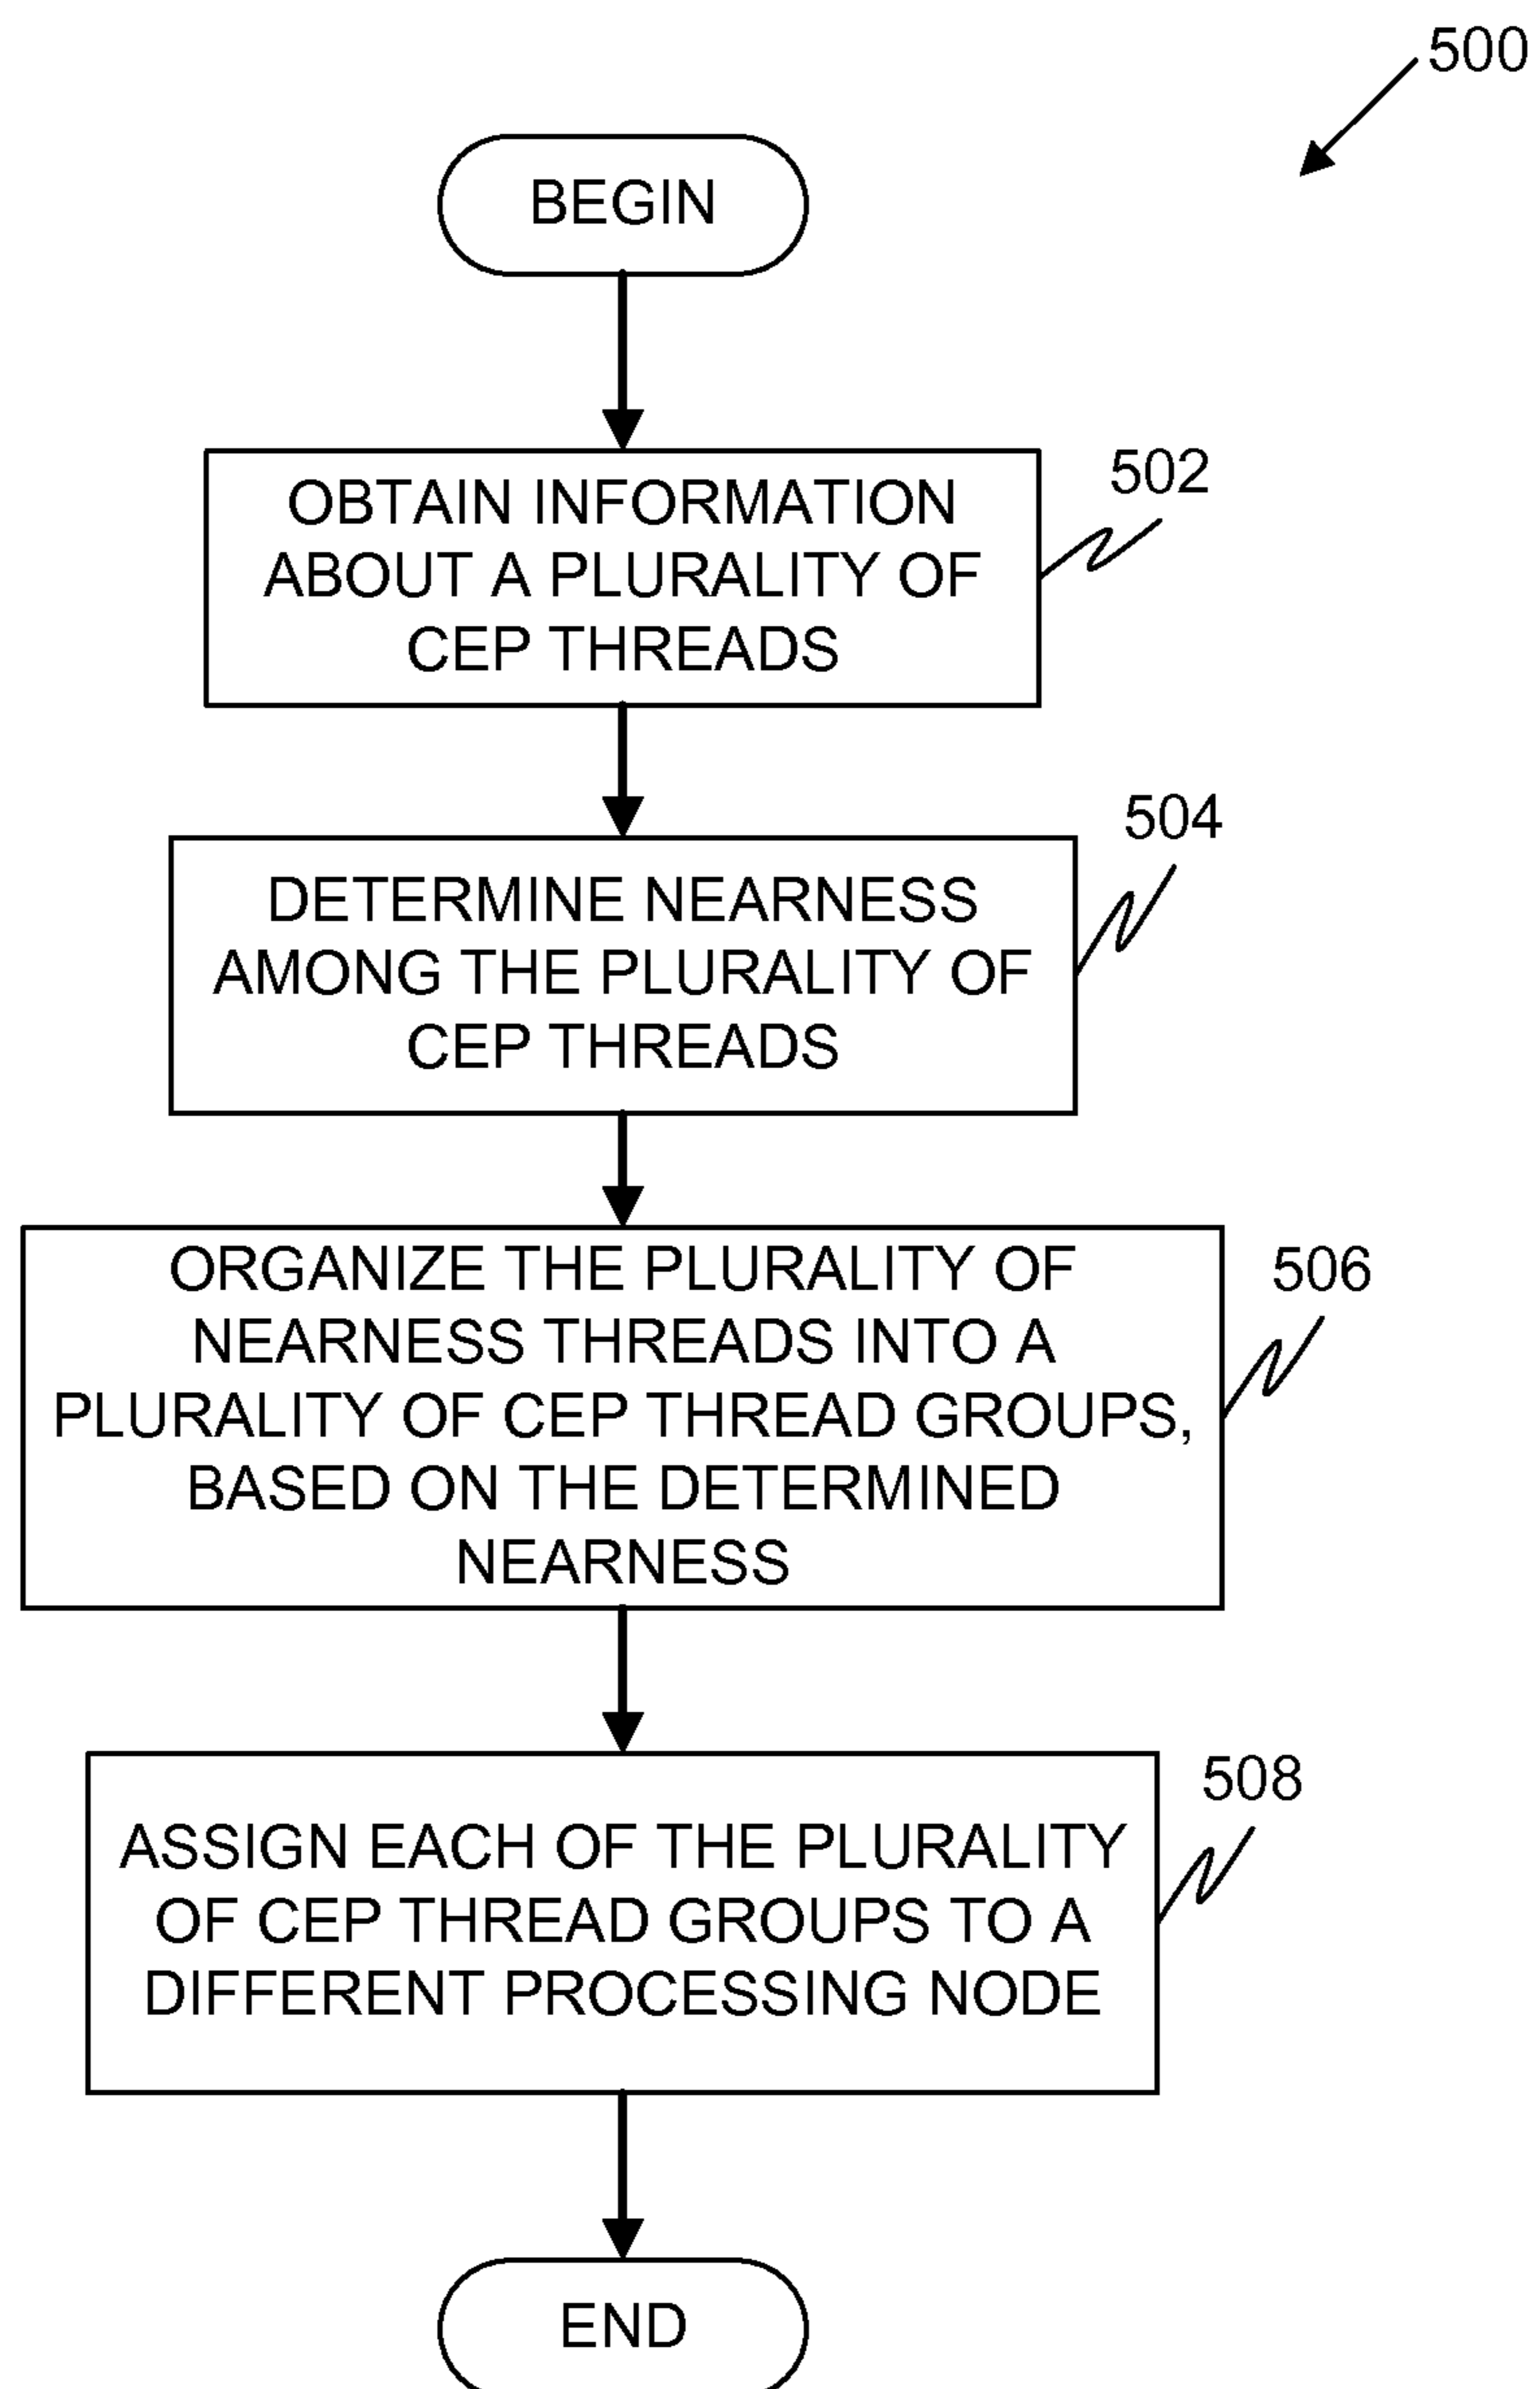 500
BEGIN
502
OBTAIN INFORMATION
ABOUT A PLURALITY OF
CEP THREADS
504
DETERMINE NEARNESS
AMONG THE PLURALITY OF
CEP THREADS
506
ORGANIZE THE PLURALITY OF
NEARNESS THREADS INTO A
PLURALITY OF CEP THREAD GROUPS,
BASED ON THE DETERMINED
NEARNESS
508
ASSIGN EACH OF THE PLURALITY
OF CEP THREAD GROUPS TO A
DIFFERENT PROCESSING NODE
END